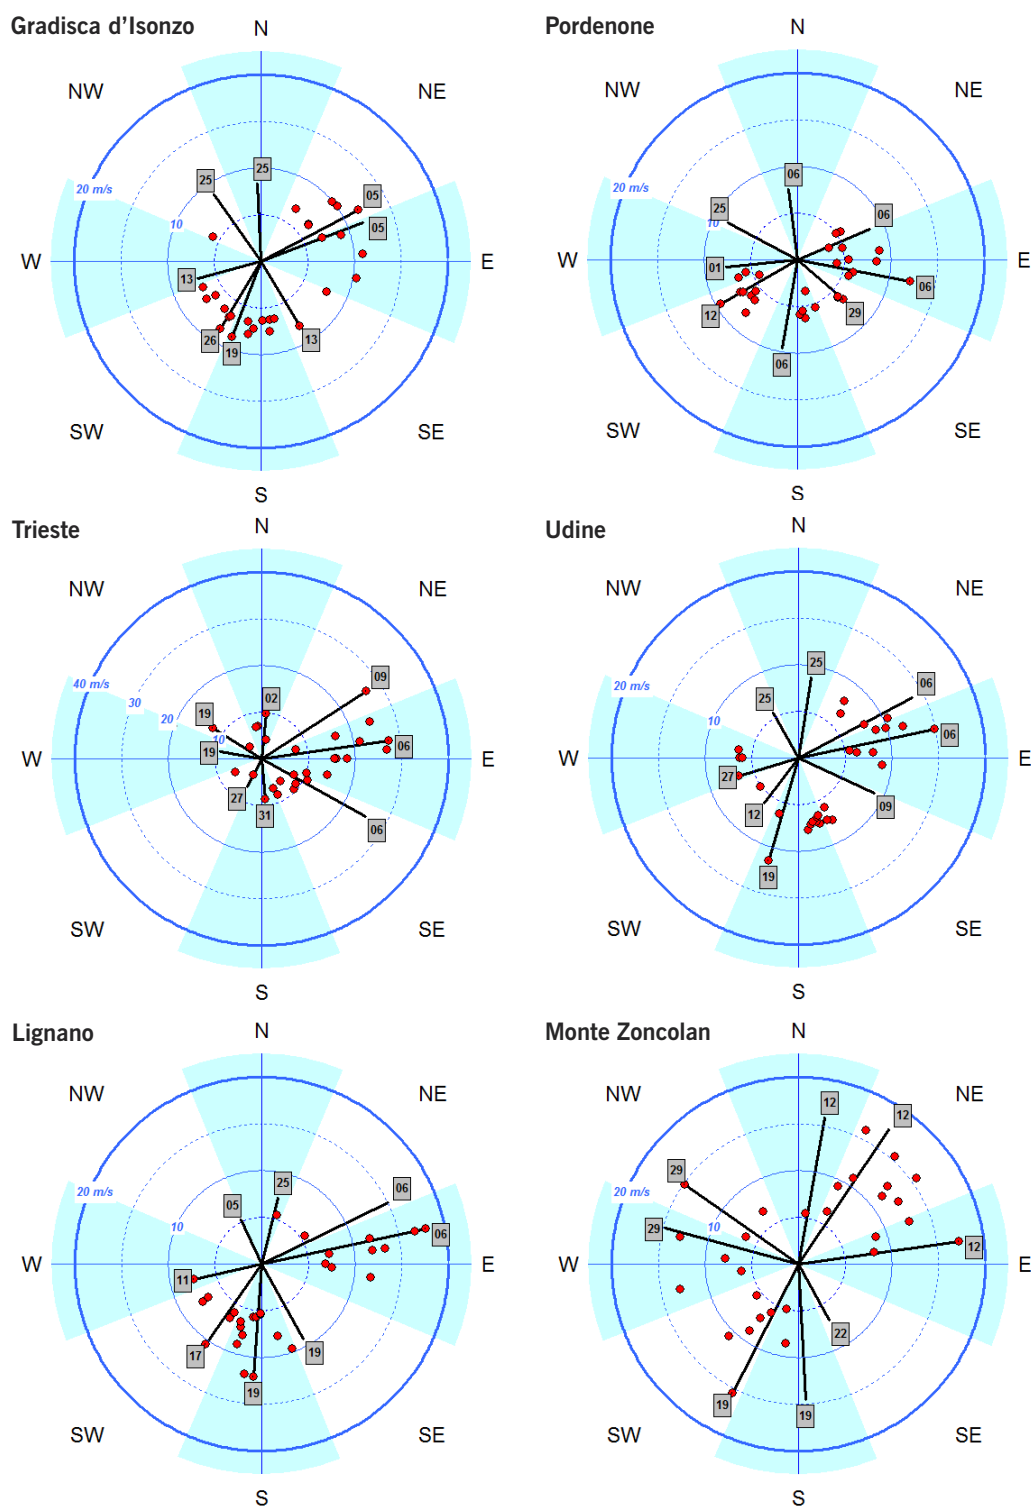 Gradisca d’Isonzo
N
NW
NE
25
25
20 m/s
05
10
05
W
E
13
26
19
13
SW
SE
S
Pordenone
N
NW
NE
06
20 m/s
25
10
06
W
01
E
06
12
29
06
SW
SE
S
Trieste
N
NW
NE
40 m/s
09
30
02
20
19
10
06
19
W
E
27
31
06
SW
SE
S
Udine
N
NW
NE
25
20 m/s
06
25
10
06
W
E
27
09
12
19
SW
SE
S
Lignano
N
NW
NE
25
20 m/s
06
05
10
06
W
E
11
17
19
19
SW
SE
S
Monte Zoncolan
N
NW
NE
12
12
29
20 m/s
29
10
12
W
E
22
19
19
SW
SE
S